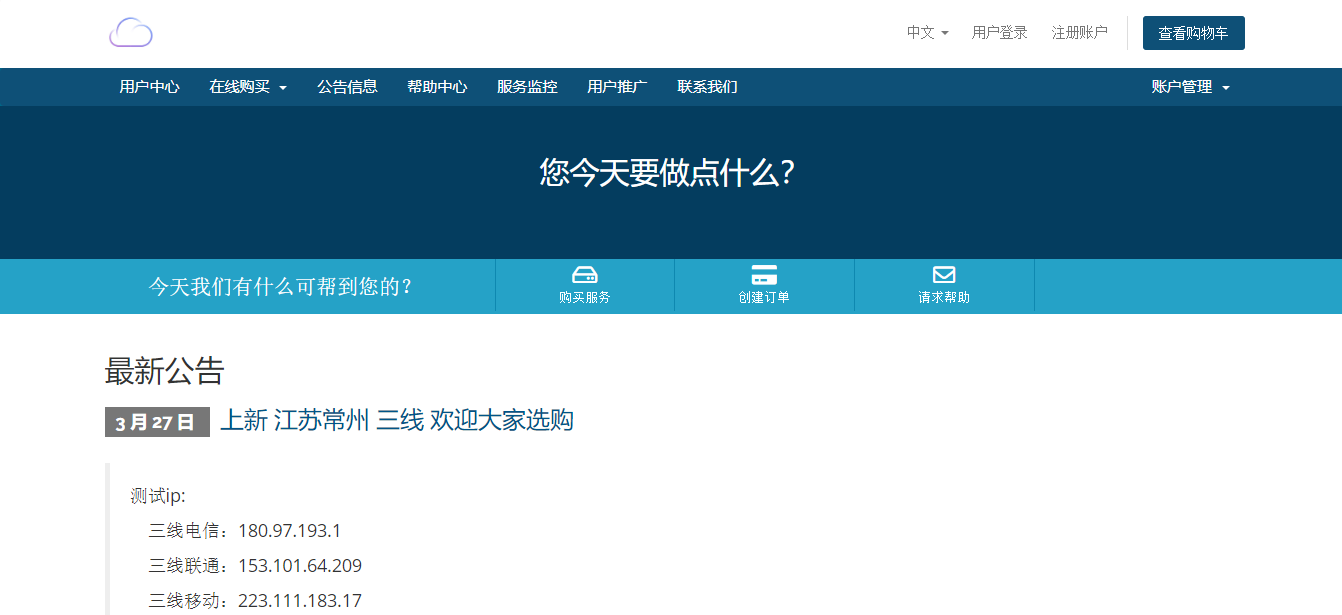 中文 用户登录 注册账户 查看购物车
用户中心 在线购买 公告信息 帮助中心 服务监控 用户推广 联系我们 账户管理
您今天要做点什么?
今天我们有什么可帮到您的？ 购买服务 创建订单 请求帮助
最新公告
3 月 27 日 上新 江苏常州 三线 欢迎大家选购
测试ip:
三线电信：180.97.193.1
三线联通：153.101.64.209
三线移动：223.111.183.17